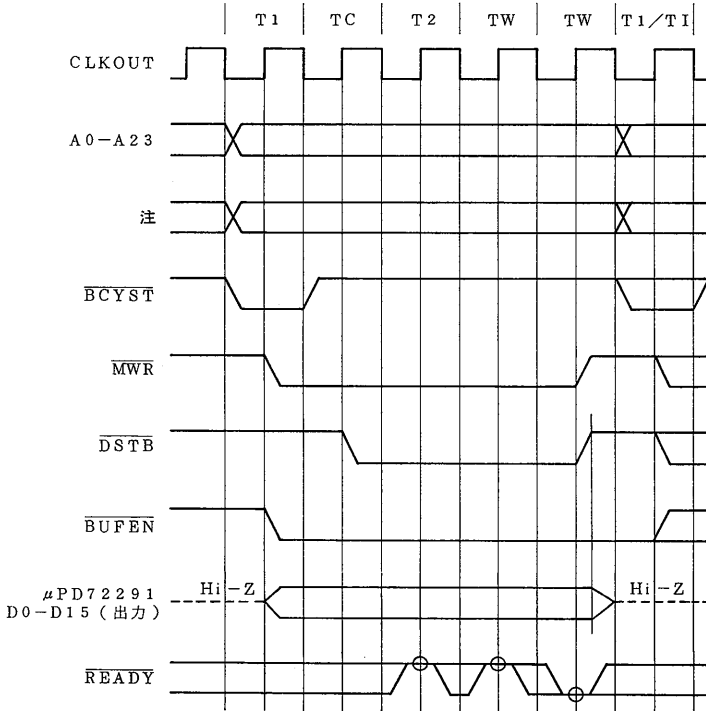 T1 TC T2 TW TW T1/TI
CLKOUT
A0-A23
注
BCYST
MWR
DSTB
BUFEN
Hi-Z Hi-Z
μPD72291
D0-D15(出力)
READY